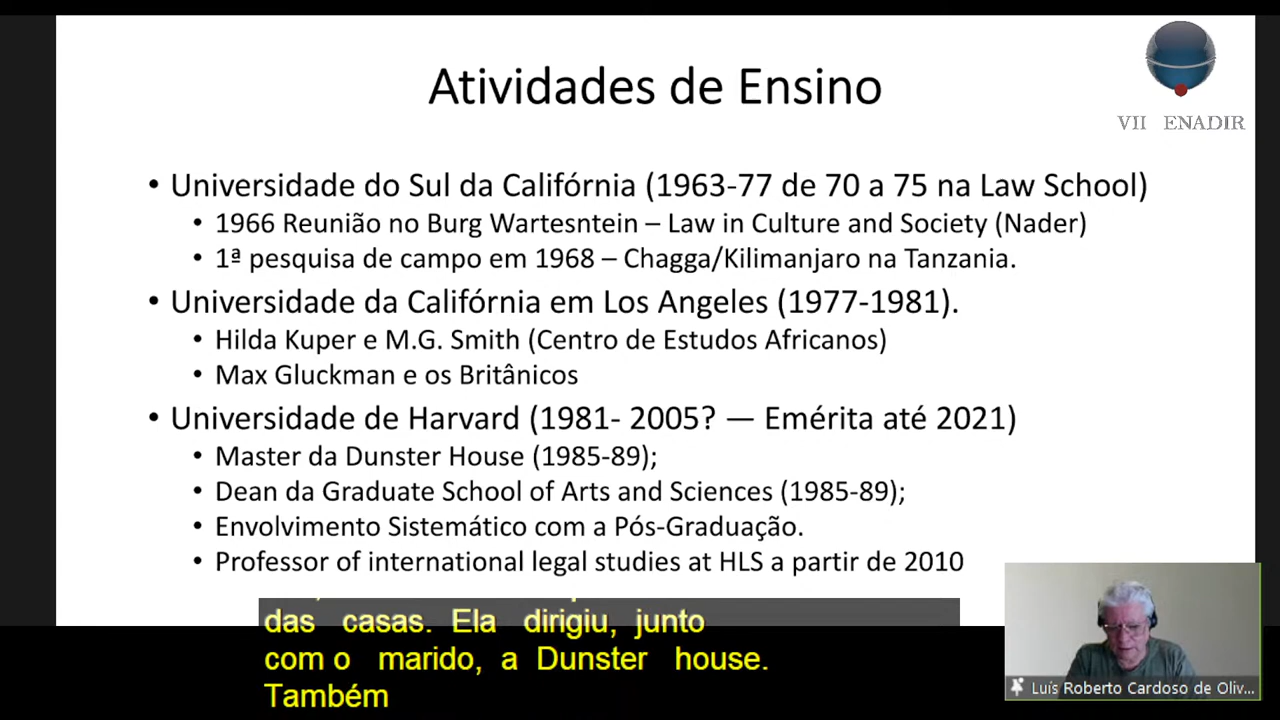 Atividades de Ensino
VII ENADIR
• Universidade do Sul da Califórnia (1963-77 de 70 a 75 na Law School)
• 1966 Reunião no Burg Wartesntein – Law in Culture and Society (Nader)
• 1ª pesquisa de campo em 1968 – Chagga/Kilimanjaro na Tanzania.
• Universidade da Califórnia em Los Angeles (1977-1981).
• Hilda Kuper e M.G. Smith (Centro de Estudos Africanos)
• Max Gluckman e os Britânicos
• Universidade de Harvard (1981- 2005? — Emérita até 2021)
• Master da Dunster House (1985-89);
• Dean da Graduate School of Arts and Sciences (1985-89);
• Envolvimento Sistemático com a Pós-Graduação.
• Professor of international legal studies at HLS a partir de 2010
das casas. Ela dirigiu, junto
com o marido, a Dunster house.
Também
Luís Roberto Cardoso de Oliv...